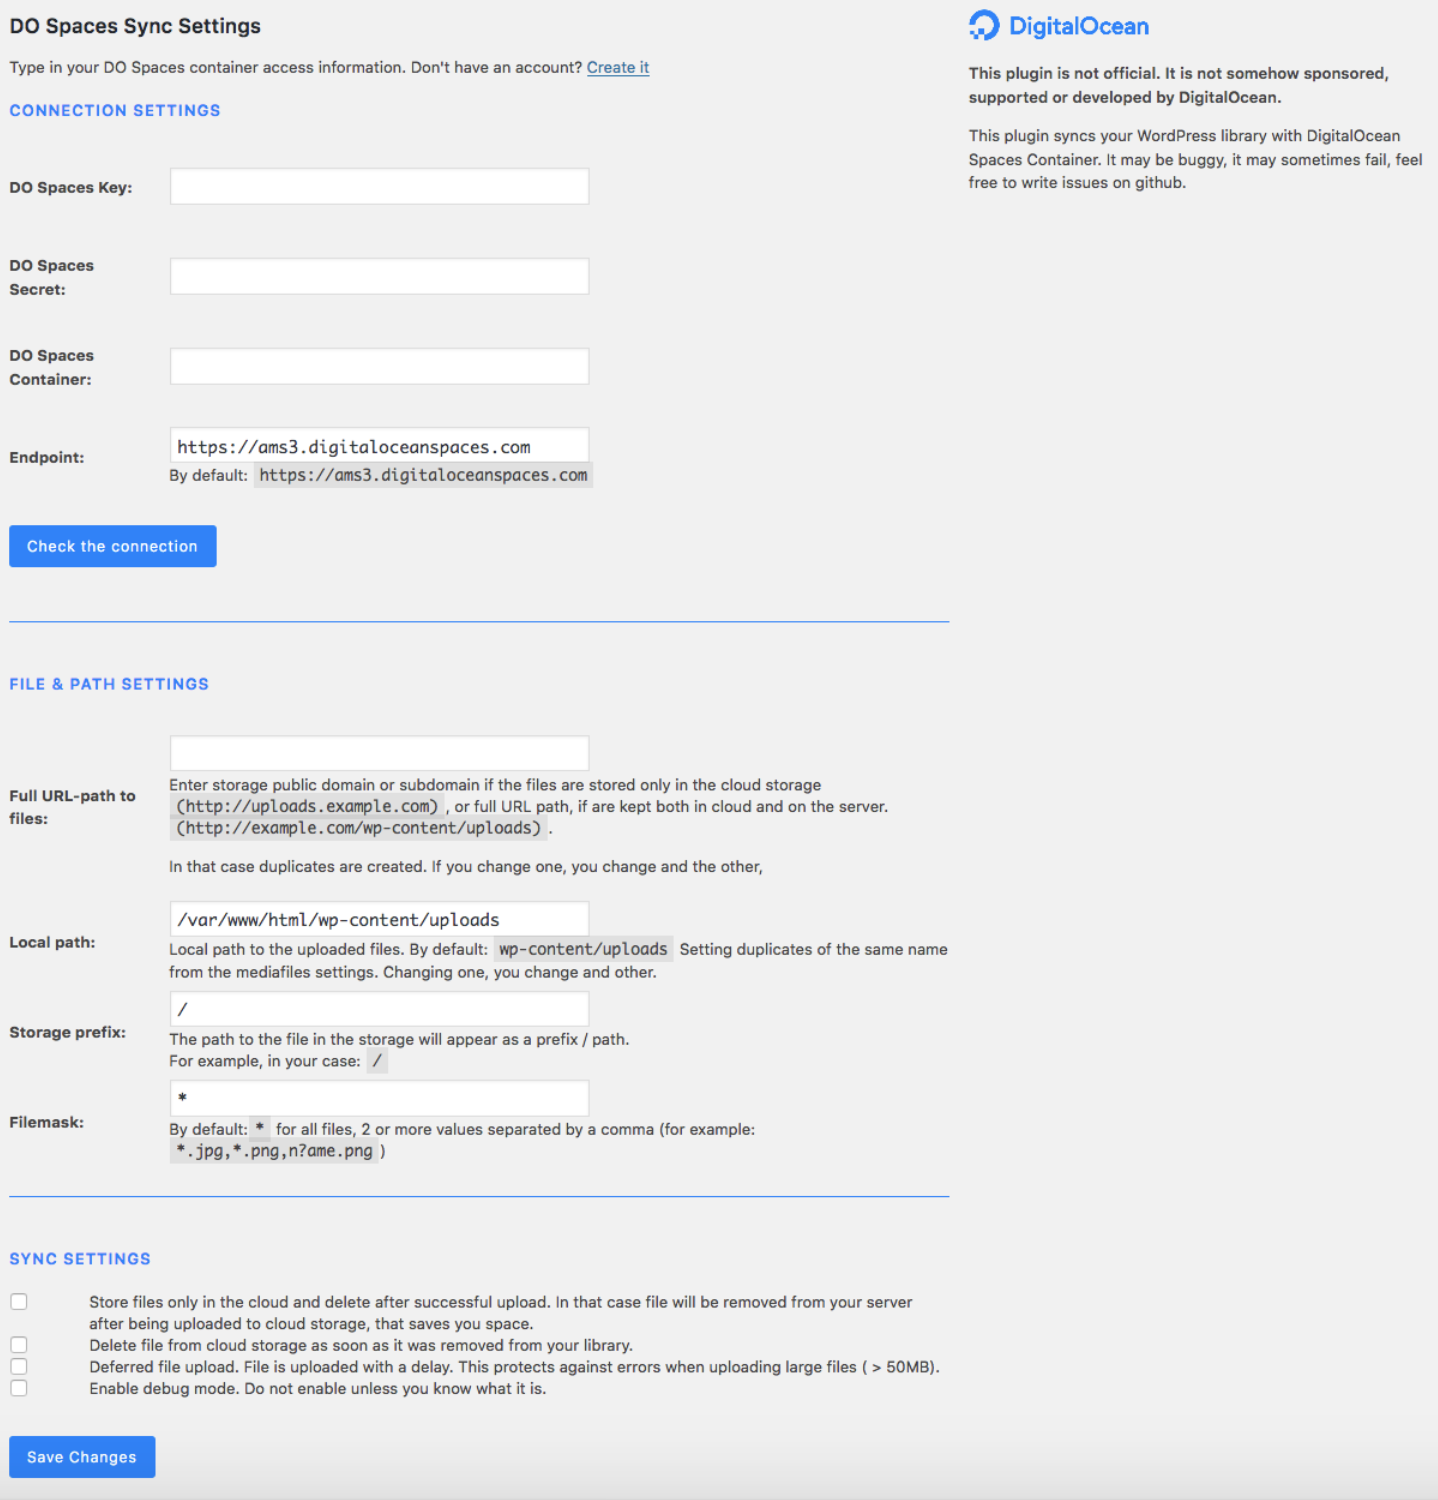 DO Spaces Sync Settings
Type in your DO Spaces container access information. Don't have an account? Create it
CONNECTION SETTINGS
DO Spaces Key:
DO Spaces
Secret:
DO Spaces
Container:
Endpoint:
https://ams3.digitaloceanspaces.com
By default: https://ams3.digitaloceanspaces.com
Check the connection
FILE & PATH SETTINGS
Full URL-path to
files:
Enter storage public domain or subdomain if the files are stored only in the cloud storage
(http://uploads.example.com) , or full URL path, if are kept both in cloud and on the server.
(http://example.com/wp-content/uploads) .
In that case duplicates are created. If you change one, you change and the other,
Local path:
/var/www/html/wp-content/uploads
Local path to the uploaded files. By default: wp-content/uploads Setting duplicates of the same name
from the mediafiles settings. Changing one, you change and other.
Storage prefix:
/
The path to the file in the storage will appear as a prefix / path.
For example, in your case: /
Filemask:
*
By default: * for all files, 2 or more values separated by a comma (for example:
*.jpg,*.png,n?ame.png )
SYNC SETTINGS
Store files only in the cloud and delete after successful upload. In that case file will be removed from your server
after being uploaded to cloud storage, that saves you space.
Delete file from cloud storage as soon as it was removed from your library.
Deferred file upload. File is uploaded with a delay. This protects against errors when uploading large files ( > 50MB).
Enable debug mode. Do not enable unless you know what it is.
Save Changes
DigitalOcean
This plugin is not official. It is not somehow sponsored,
supported or developed by DigitalOcean.
This plugin syncs your WordPress library with DigitalOcean
Spaces Container. It may be buggy, it may sometimes fail, feel
free to write issues on github.